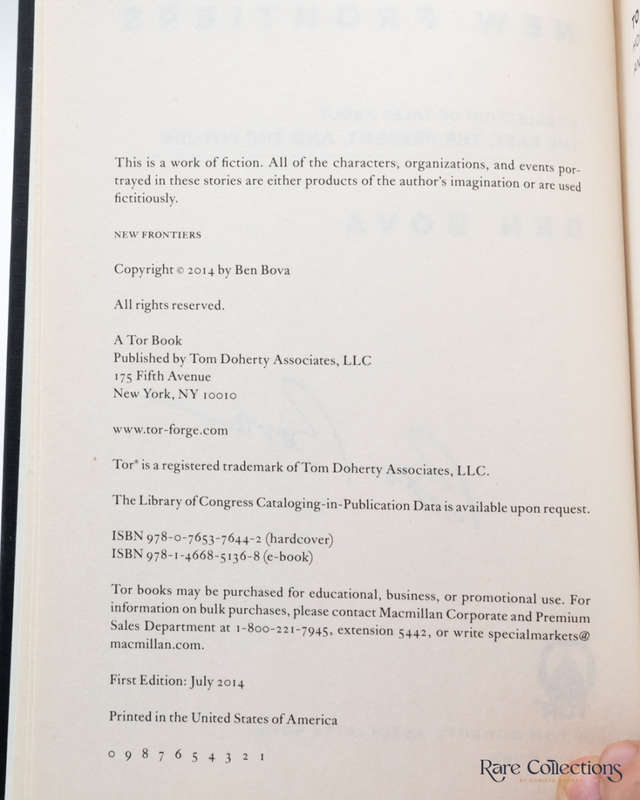 This is a work of fiction. All of the characters, organizations, and events por-
trayed in these stories are either products of the author's imagination or are used
fictitiously.
NEW FRONTIERS
Copyright © 2014 by Ben Bova
All rights reserved.
A Tor Book
Published by Tom Doherty Associates, LLC
175 Fifth Avenue
New York, NY 10010
www.tor-forge.com
Tor® is a registered trademark of Tom Doherty Associates, LLC.
The Library of Congress Cataloging-in-Publication Data is available upon request.
ISBN 978-0-7653-7644-2 (hardcover)
ISBN 978-1-4668-5136-8 (e-book)
Tor books may be purchased for educational, business, or promotional use. For
information on bulk purchases, please contact Macmillan Corporate and Premium
Sales Department at 1-800-221-7945, extension 5442, or write specialmarkets@
macmillan.com.
First Edition: July 2014
Printed in the United States of America
0 9 8 7 6 5 4 3 2 1
Rare Collections